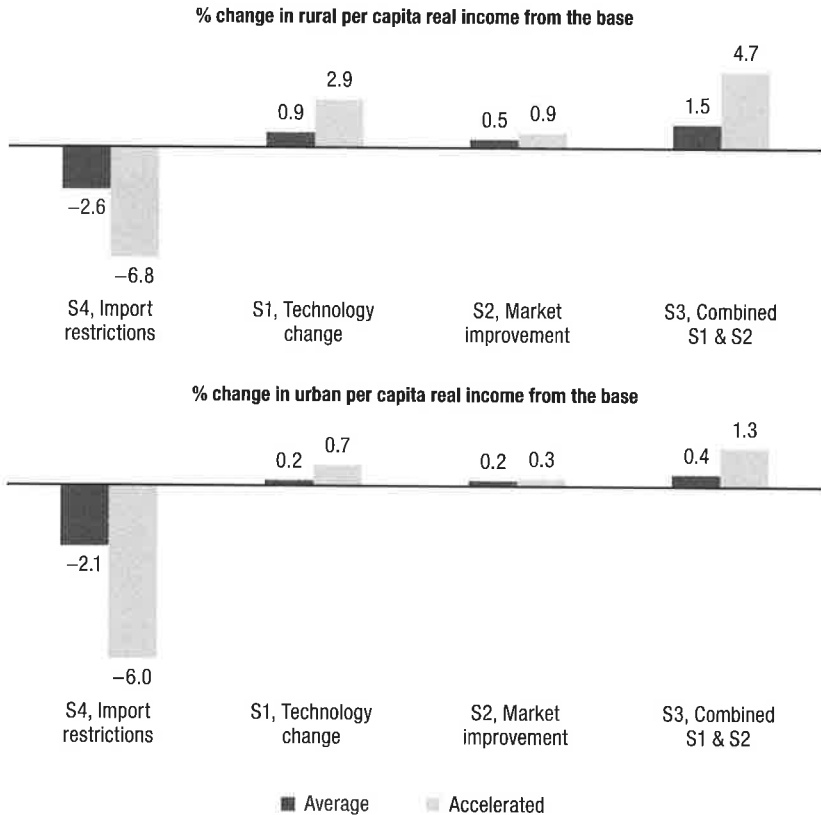 % change in rural per capita real income from the base
4.7
2.9
1.5
0.9
0.5 0.9
−2.6
−6.8
S4, Import
restrictions
S1, Technology
change
S2, Market
improvement
S3, Combined
S1 & S2
% change in urban per capita real income from the base
1.3
0.7
0.4
0.2
0.2 0.3
−2.1
−6.0
S4, Import
restrictions
S1, Technology
change
S2, Market
improvement
S3, Combined
S1 & S2
Average Accelerated